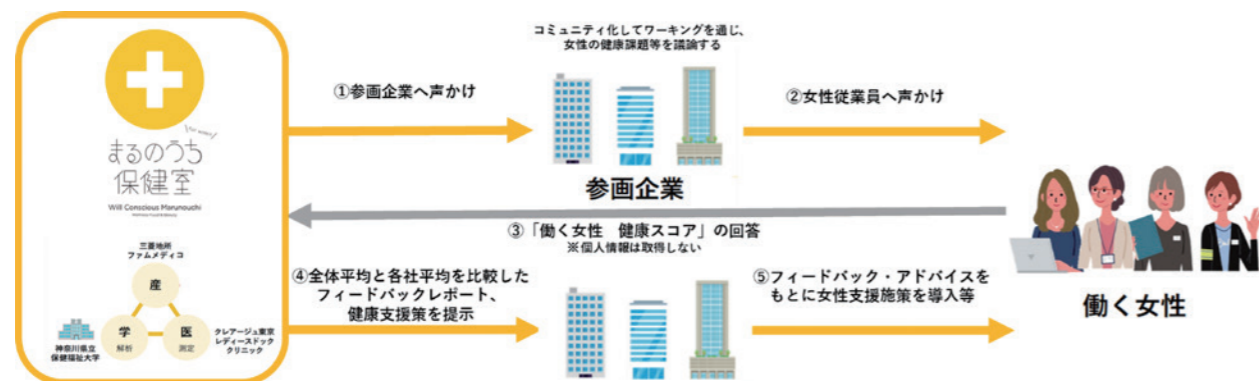 コミュニティ化してワーキングを通じ、
女性の健康課題等を議論する
①参画企業へ声かけ
②女性従業員へ声かけ
for women
まるのうち
保健室
Will Conscious Marunouchi
参画企業
③「働く女性 健康スコア」の回答
※個人情報は取得しない
三菱地所
ファムメディコ
産
学
解析
医
測定
神奈川県立
保健福祉大学
クレアージュ東京
レディースドック
クリニック
④全体平均と各社平均を比較した
フィードバックレポート、
健康支援策を提示
⑤フィードバック・アドバイスを
もとに女性支援施策を導入等
働く女性